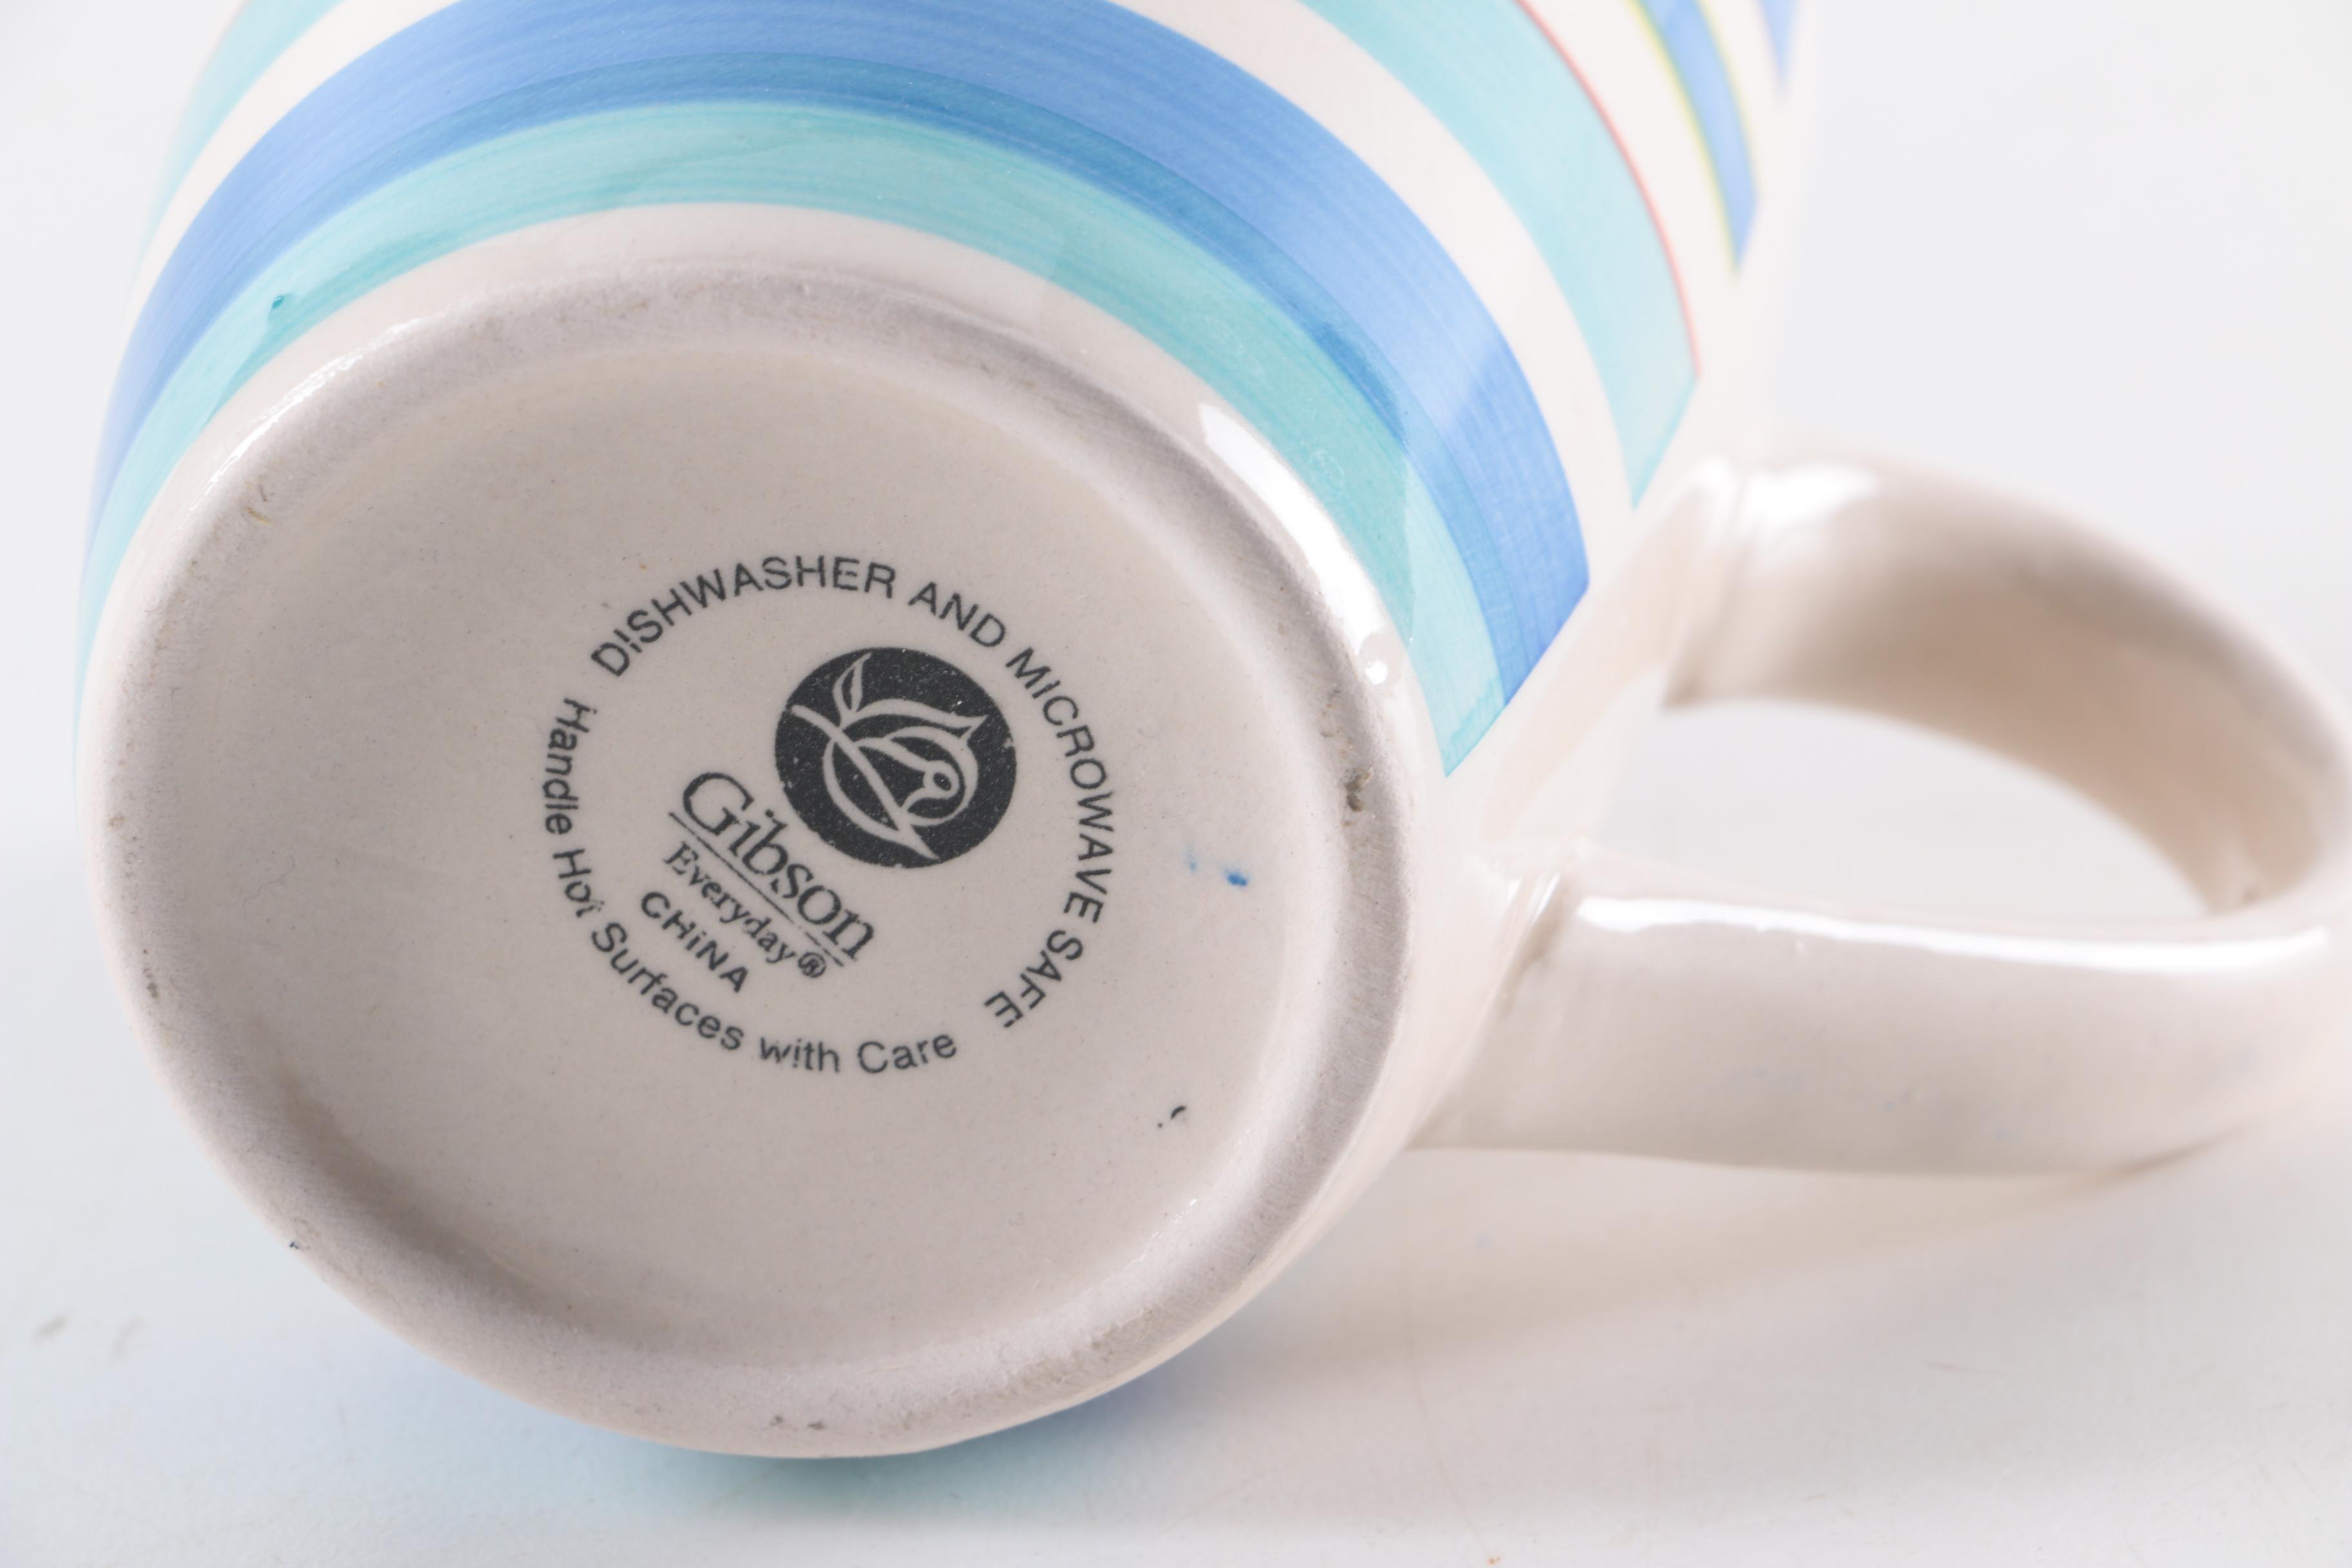 DISHWASHER AND MICROWAVE SAFE
Gibson
Everyday®
CHINA
Handle Hot Surfaces with Care